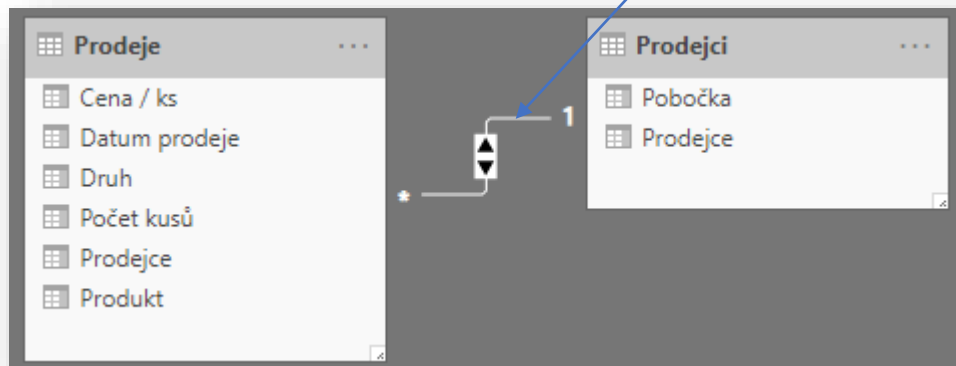 Prodeje ...
Cena / ks
Datum prodeje
Druh
Počet kusů
Prodejce
Produkt
* 1
Prodejci ...
Pobočka
Prodejce